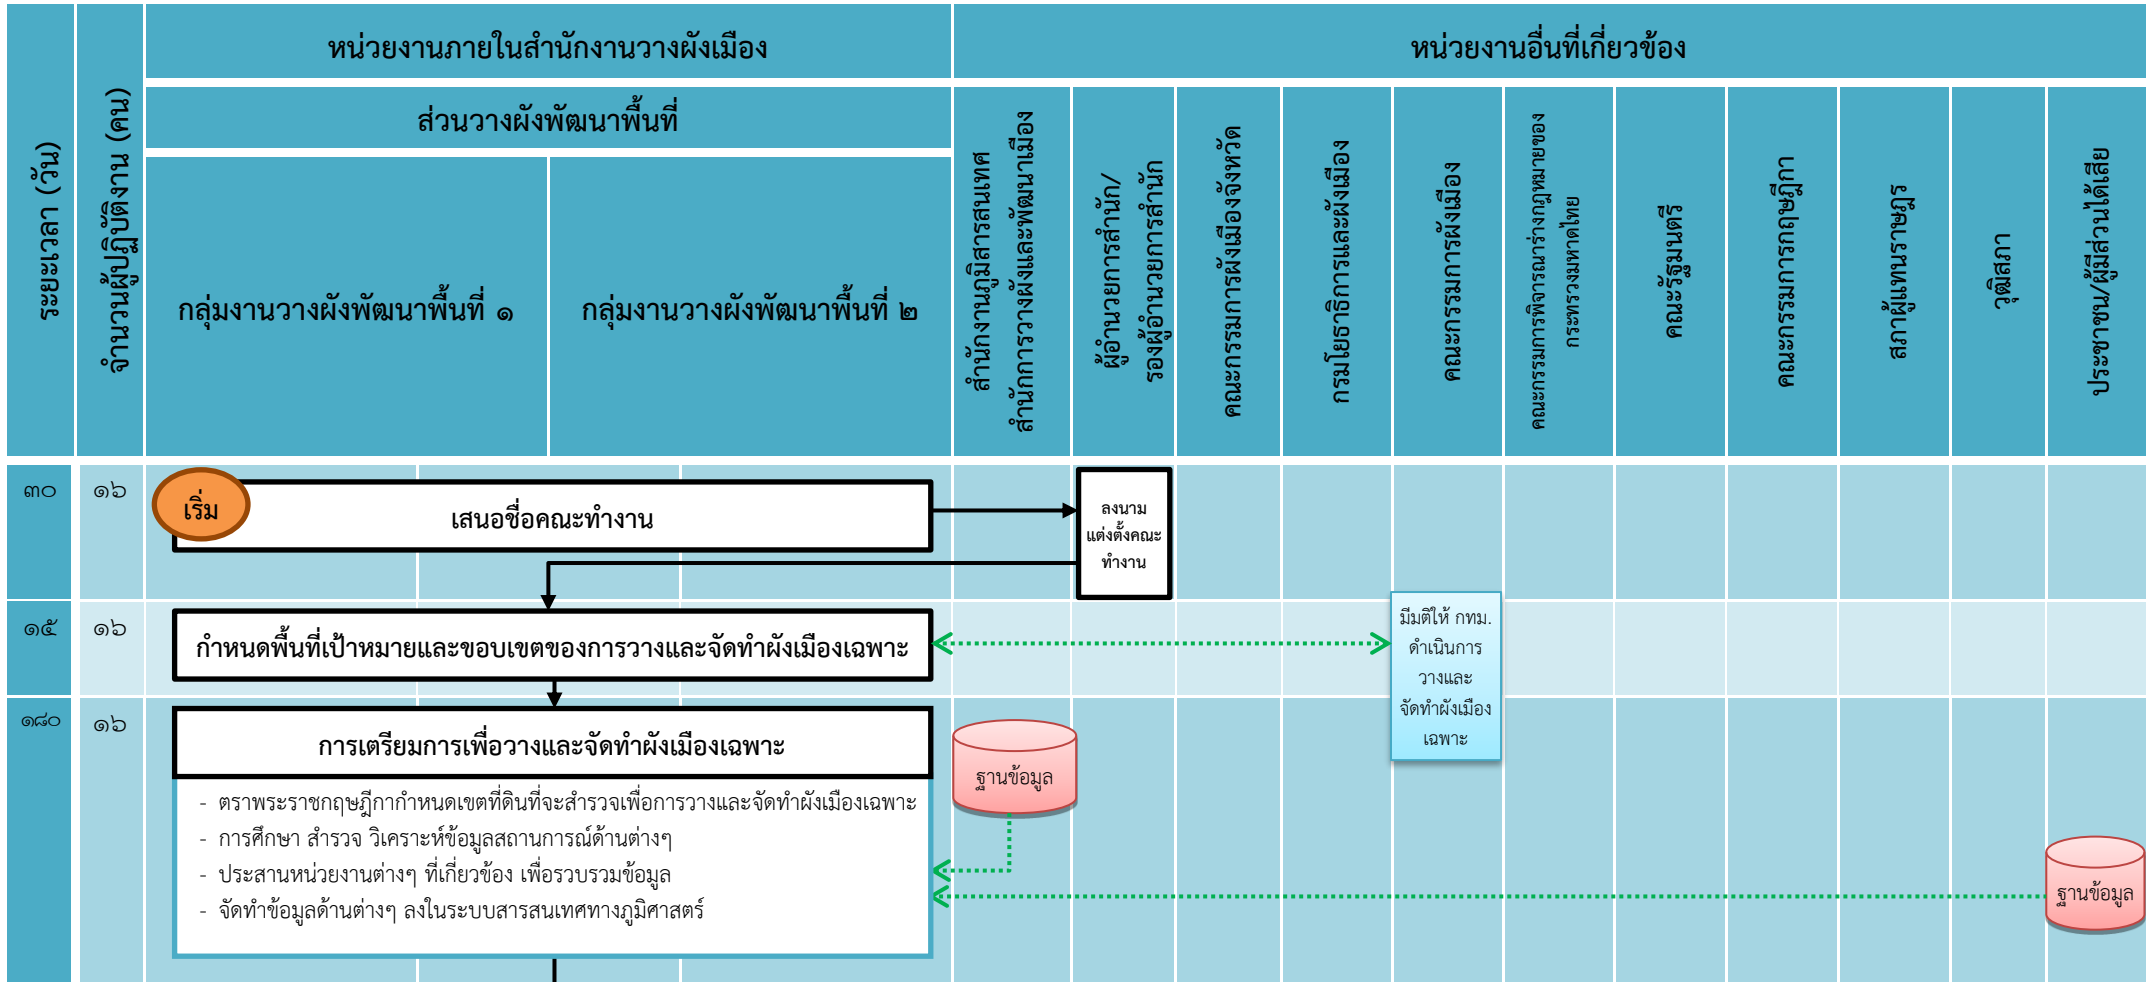 ระยะเวลา (วัน)
จำนวนผู้ปฏิบัติงาน (คน)
หน่วยงานภายในสำนักงานวางผังเมือง
หน่วยงานอื่นที่เกี่ยวข้อง
ส่วนวางผังพัฒนาพื้นที่
กลุ่มงานวางผังพัฒนาพื้นที่ ๑
กลุ่มงานวางผังพัฒนาพื้นที่ ๒
สำนักงานภูมิสารสนเทศ
สำนักการวางผังและพัฒนาเมือง
ผู้อำนวยการสำนัก/
รองผู้อำนวยการสำนัก
คณะกรรมการผังเมืองจังหวัด
กรมโยธาธิการและผังเมือง
คณะกรรมการผังเมือง
คณะกรรมการพิจารณาร่างกฎหมายของ
กระทรวงมหาดไทย
คณะรัฐมนตรี
คณะกรรมการกฤษฎีกา
สภาผู้แทนราษฎร
วุฒิสภา
ประชาชน/ผู้มีส่วนได้เสีย
๓๐
๑๖
เริ่ม
เสนอชื่อคณะทำงาน
ลงนาม
แต่งตั้งคณะ
ทำงาน
๑๕
๑๖
กำหนดพื้นที่เป้าหมายและขอบเขตของการวางและจัดทำผังเมืองเฉพาะ
มีมติให้ กทม.
ดำเนินการ
วางและ
จัดทำผังเมือง
เฉพาะ
๑๘๐
๑๖
การเตรียมการเพื่อวางและจัดทำผังเมืองเฉพาะ
- ตราพระราชกฤษฎีกากำหนดเขตที่ดินที่จะสำรวจเพื่อการวางและจัดทำผังเมืองเฉพาะ
- การศึกษา สำรวจ วิเคราะห์ข้อมูลสถานการณ์ด้านต่างๆ
- ประสานหน่วยงานต่างๆ ที่เกี่ยวข้อง เพื่อรวบรวมข้อมูล
- จัดทำข้อมูลด้านต่างๆ ลงในระบบสารสนเทศทางภูมิศาสตร์
ฐานข้อมูล
ฐานข้อมูล